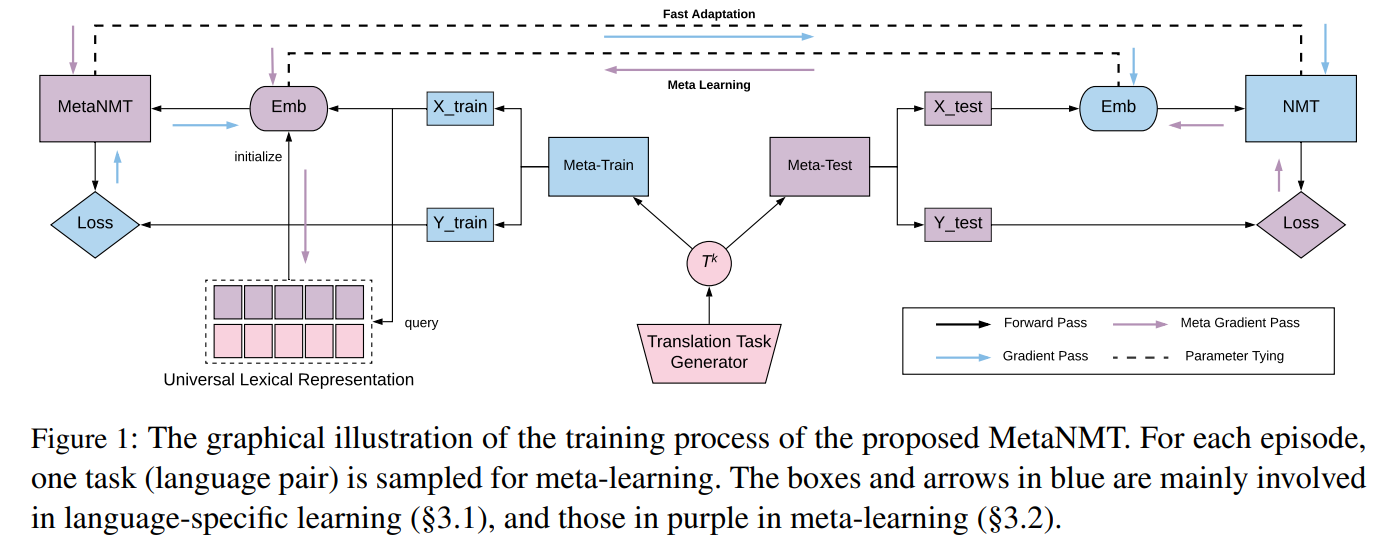 Fast Adaptation
Meta Learning
MetaNMT
Emb
X_train
X_test
Emb
NMT
initialize
Meta-Train
Meta-Test
Loss
Y_train
Y_test
Loss
T^k
query
Translation Task
Generator
Universal Lexical Representation
Forward Pass
Meta Gradient Pass
Gradient Pass
Parameter Tying
Figure 1: The graphical illustration of the training process of the proposed MetaNMT. For each episode,
one task (language pair) is sampled for meta-learning. The boxes and arrows in blue are mainly involved
in language-specific learning (§3.1), and those in purple in meta-learning (§3.2).